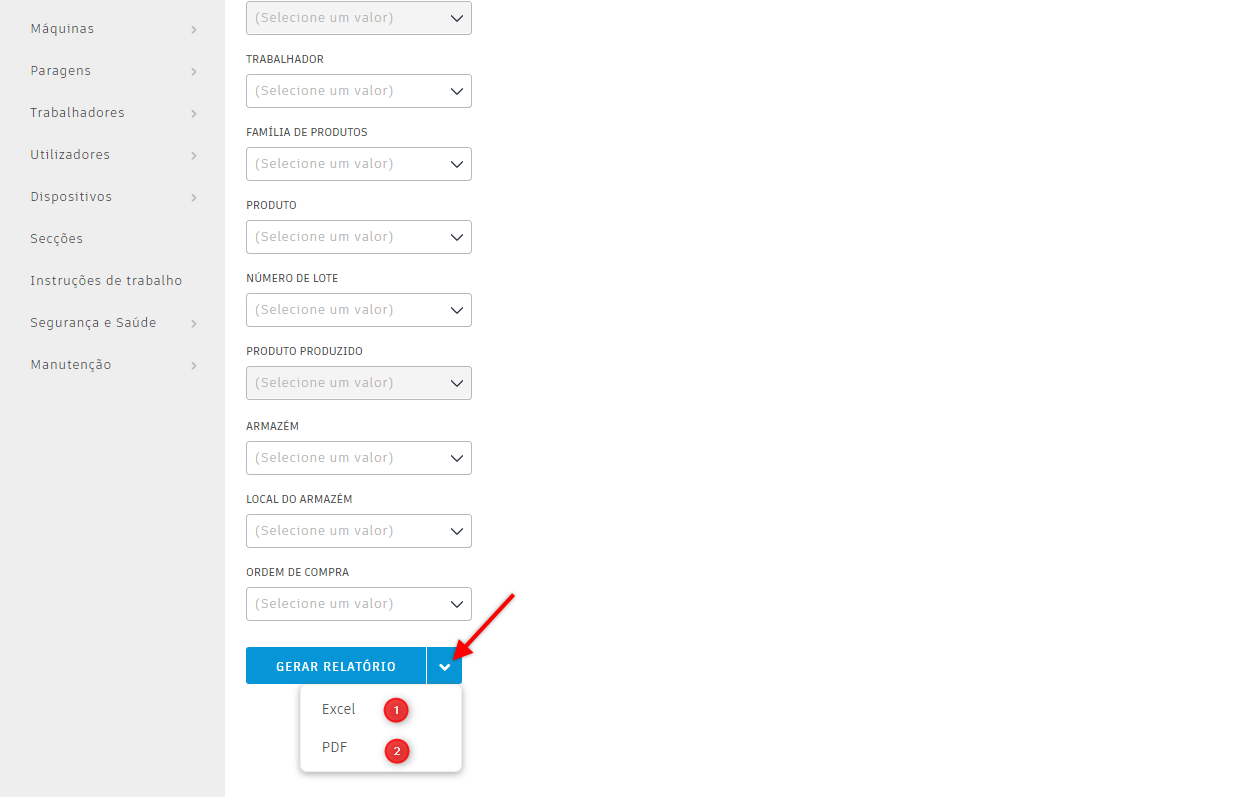 Máquinas
Paragens
Trabalhadores
Utilizadores
Dispositivos
Secções
Instruções de trabalho
Segurança e Saúde
Manutenção
(Selecione um valor)
TRABALHADOR
(Selecione um valor)
FAMÍLIA DE PRODUTOS
(Selecione um valor)
PRODUTO
(Selecione um valor)
NÚMERO DE LOTE
(Selecione um valor)
PRODUTO PRODUZIDO
(Selecione um valor)
ARMAZÉM
(Selecione um valor)
LOCAL DO ARMAZÉM
(Selecione um valor)
ORDEM DE COMPRA
(Selecione um valor)
GERAR RELATÓRIO
Excel 1
PDF 2